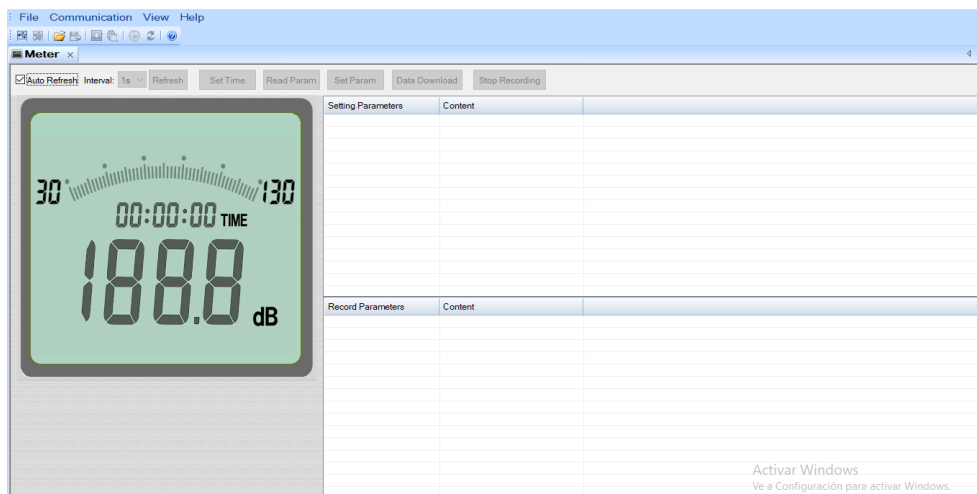 File Communication View Help
Meter ×
Auto Refresh Interval: 1s Refresh Set Time Read Param Set Param Data Download Stop Recording
Setting Parameters Content
30 130
00:00:00 TIME
188.8 dB
Record Parameters Content
Activar Windows
Ve a Configuración para activar Windows.